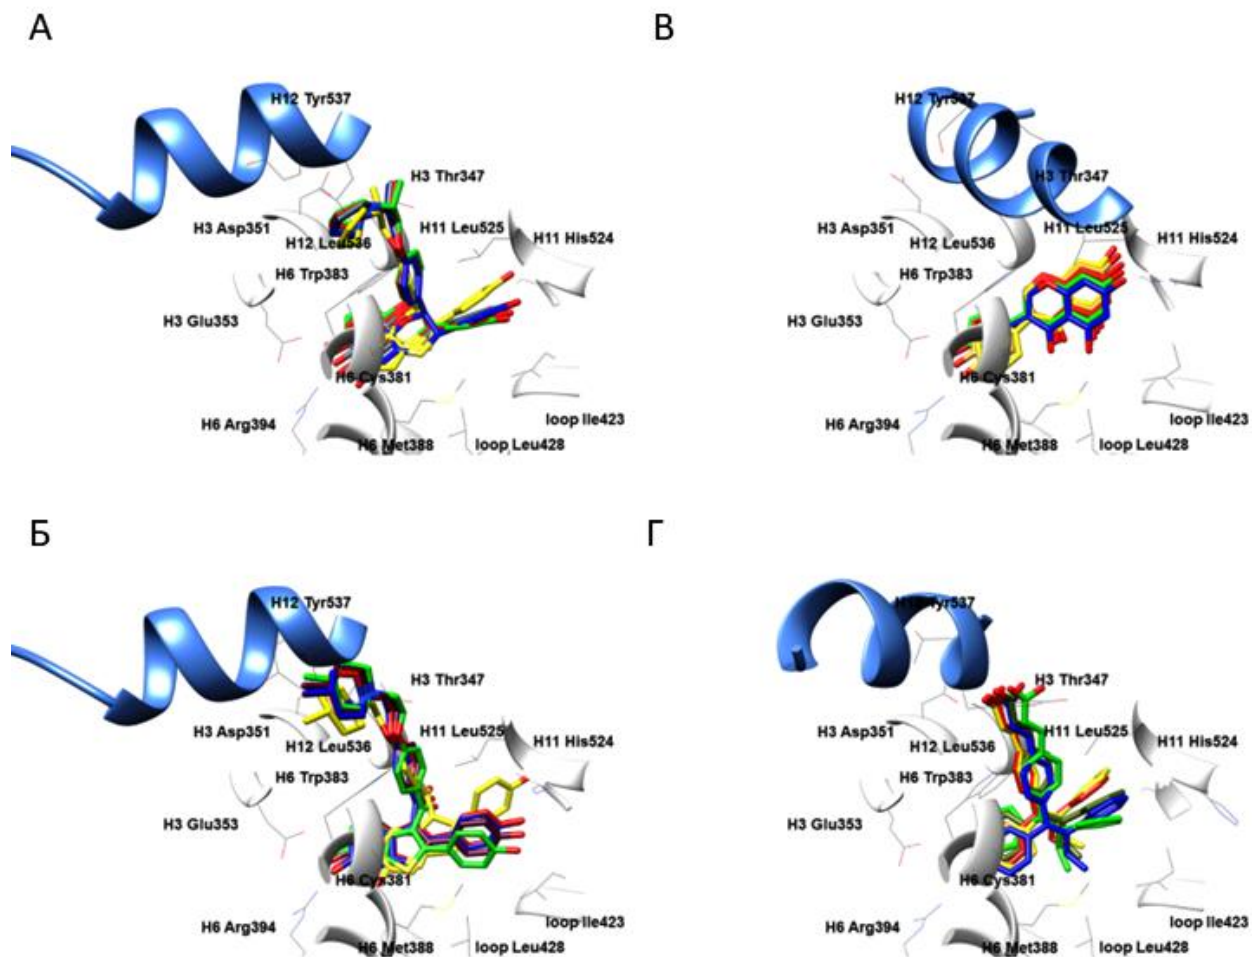 А
H12 Tyr537
H3 Thr347
H3 Asp351
H11 Leu525
H12 Leu536
H11 His524
H6 Trp383
H3 Glu353
H6 Cys381
loop Ile423
H6 Arg394
H6 Met388
loop Leu428
В
H12 Tyr537
H3 Thr347
H3 Asp351
H11 Leu525
H12 Leu536
H11 His524
H6 Trp383
H3 Glu353
H6 Cys381
loop Ile423
H6 Arg394
H6 Met388
loop Leu428
Б
H12 Tyr537
H3 Thr347
H3 Asp351
H11 Leu525
H12 Leu536
H11 His524
H6 Trp383
H3 Glu353
H6 Cys381
loop Ile423
H6 Arg394
H6 Met388
loop Leu428
Г
H12 Tyr537
H3 Thr347
H3 Asp351
H11 Leu525
H12 Leu536
H11 His524
H6 Trp383
H3 Glu353
H6 Cys381
loop Ile423
H6 Arg394
H6 Met388
loop Leu428